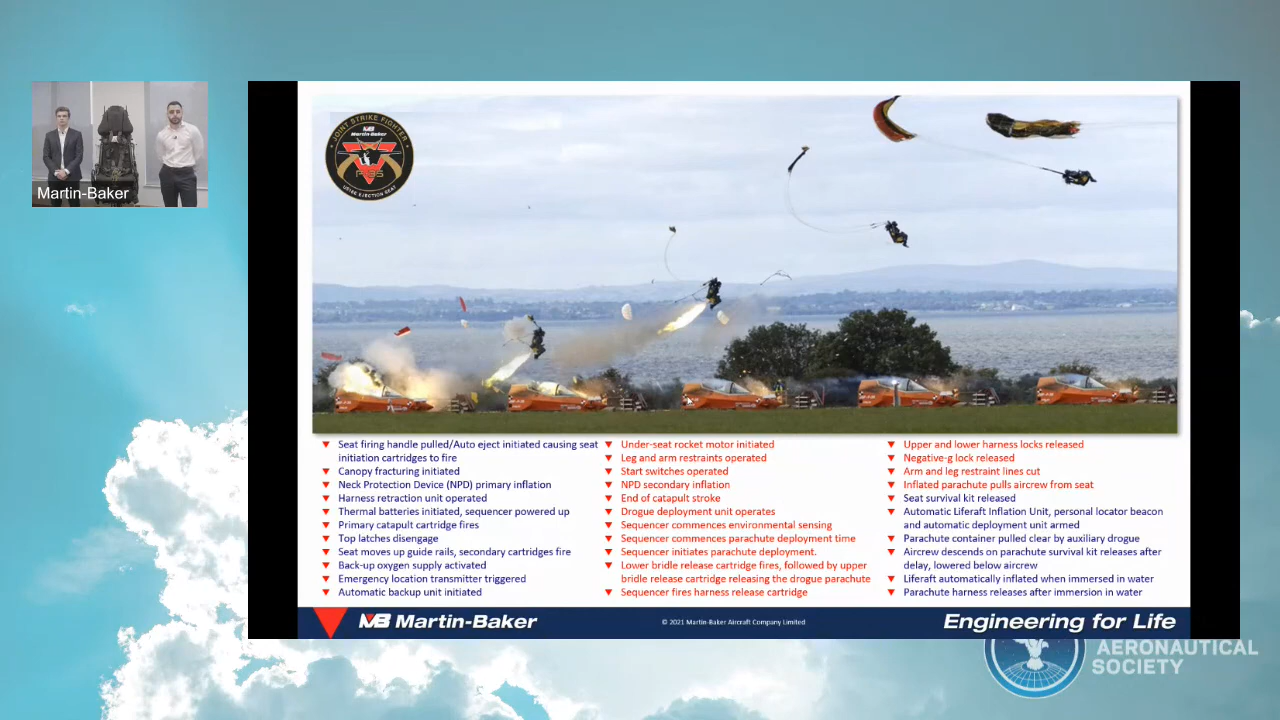 Martin-Baker
JOINT STRIKE FIGHTER
MB
Martin-Baker
US16E EJECTION SEAT
Seat firing handle pulled/Auto eject initiated causing seat
initiation cartridges to fire
Canopy fracturing initiated
Neck Protection Device (NPD) primary inflation
Harness retraction unit operated
Thermal batteries initiated, sequencer powered up
Primary catapult cartridge fires
Top latches disengage
Seat moves up guide rails, secondary cartridges fire
Back-up oxygen supply activated
Emergency location transmitter triggered
Automatic backup unit initiated
Under-seat rocket motor initiated
Leg and arm restraints operated
Start switches operated
NPD secondary inflation
End of catapult stroke
Drogue deployment unit operates
Sequencer commences environmental sensing
Sequencer commences parachute deployment time
Sequencer initiates parachute deployment.
Lower bridle release cartridge fires, followed by upper
bridle release cartridge releasing the drogue parachute
Sequencer fires harness release cartridge
Upper and lower harness locks released
Negative-g lock released
Arm and leg restraint lines cut
Inflated parachute pulls aircrew from seat
Seat survival kit released
Automatic Liferaft Inflation Unit, personal locator beacon
and automatic deployment unit armed
Parachute container pulled clear by auxiliary drogue
Aircrew descends on parachute survival kit releases after
delay, lowered below aircrew
Liferaft automatically inflated when immersed in water
Parachute harness releases after immersion in water
MB Martin-Baker
© 2021 Martin-Baker Aircraft Company Limited
Engineering for Life
AERONAUTICAL
SOCIETY